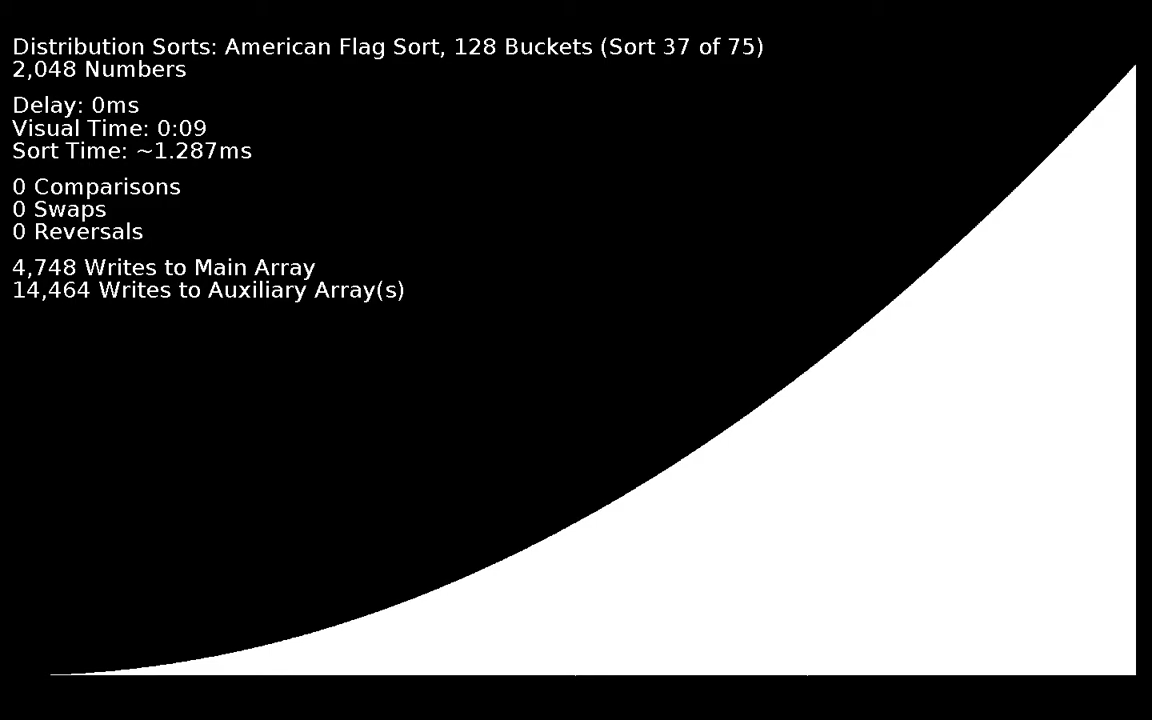 Distribution Sorts: American Flag Sort, 128 Buckets (Sort 37 of 75)
2,048 Numbers
Delay: 0ms
Visual Time: 0:09
Sort Time: ~1.287ms
0 Comparisons
0 Swaps
0 Reversals
4,748 Writes to Main Array
14,464 Writes to Auxiliary Array(s)